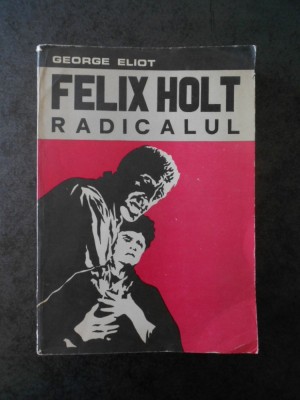 GEORGE ELIOT
FELIX HOLT
RADICALUL